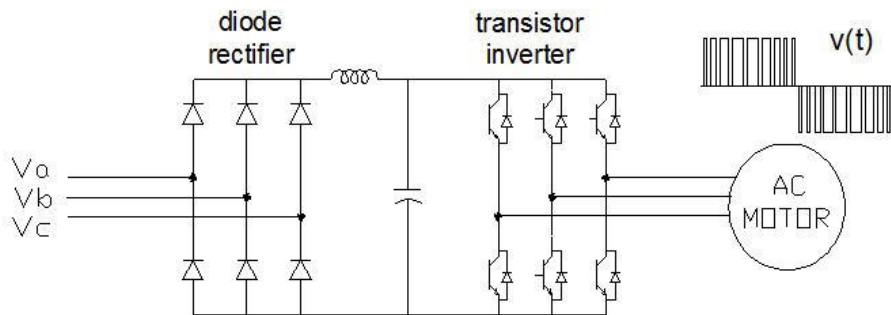 diode
rectifier
transistor
inverter
v(t)
Va
Vb
Vc
AC
MOTOR